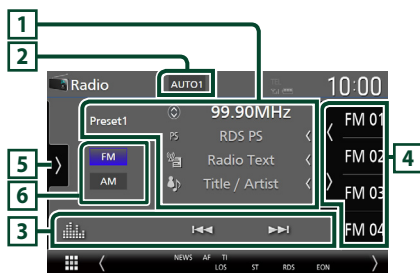 1
2
Radio
AUTO1
TEL
10:00
Preset1
99.90MHz
PS
RDS PS
Radio Text
Title / Artist
FM
AM
FM 01
FM 02
FM 03
FM 04
5
6
3
4
NEWS AF TI
LOS ST RDS EON